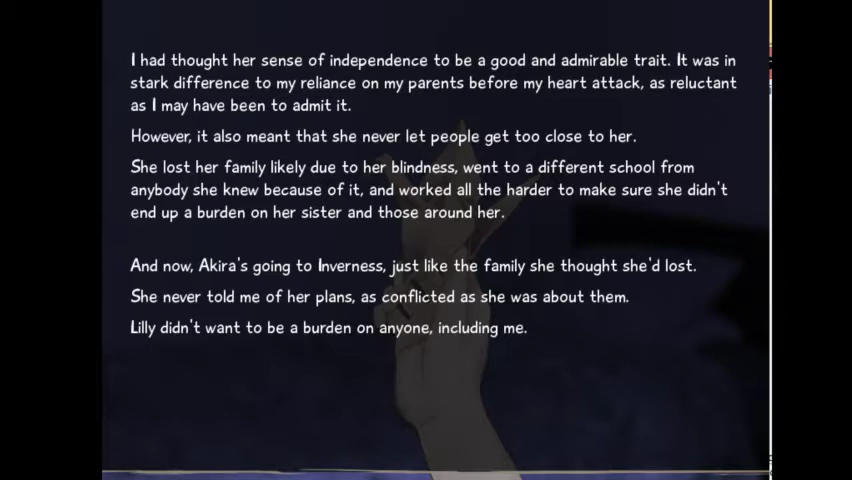 I had thought her sense of independence to be a good and admirable trait. It was in
stark difference to my reliance on my parents before my heart attack, as reluctant
as I may have been to admit it.
However, it also meant that she never let people get too close to her.
She lost her family likely due to her blindness, went to a different school from
anybody she knew because of it, and worked all the harder to make sure she didn't
end up a burden on her sister and those around her.
And now, Akira's going to Inverness, just like the family she thought she'd lost.
She never told me of her plans, as conflicted as she was about them.
Lilly didn't want to be a burden on anyone, including me.